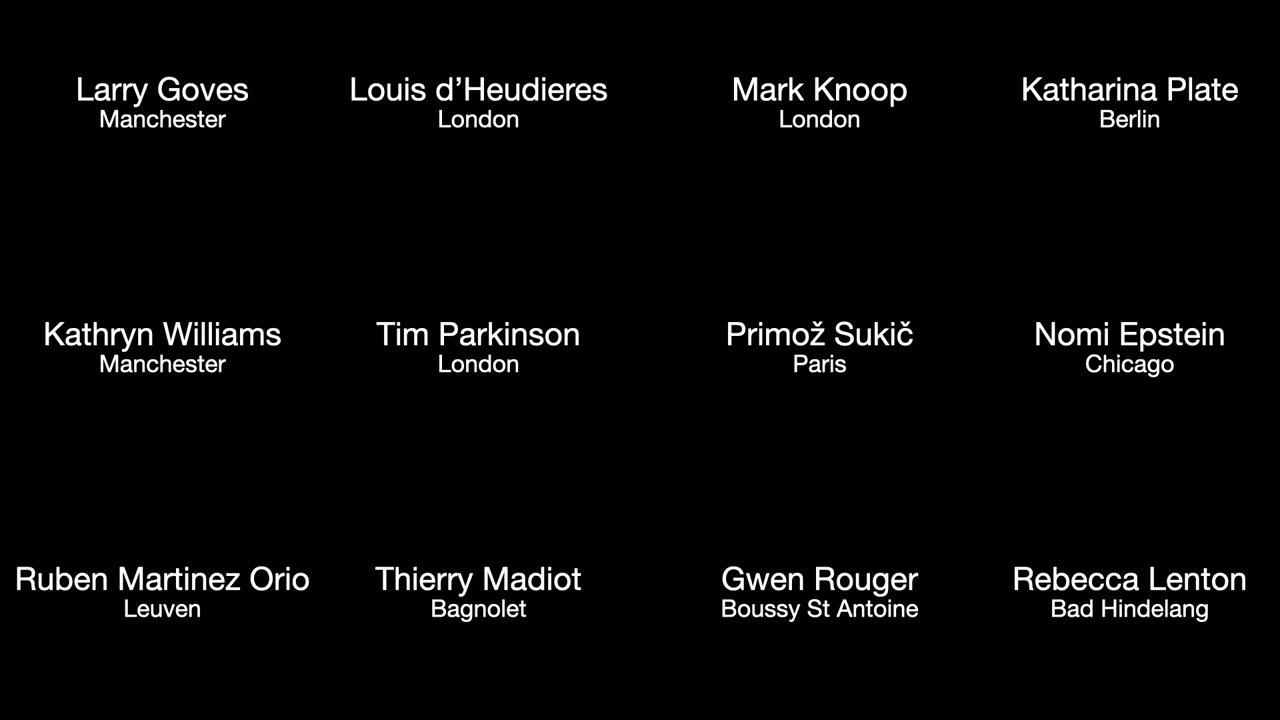 Larry Goves
Manchester
Louis d’Heudieres
London
Mark Knoop
London
Katharina Plate
Berlin
Kathryn Williams
Manchester
Tim Parkinson
London
Primož Sukič
Paris
Nomi Epstein
Chicago
Ruben Martinez Orio
Leuven
Thierry Madiot
Bagnolet
Gwen Rouger
Boussy St Antoine
Rebecca Lenton
Bad Hindelang